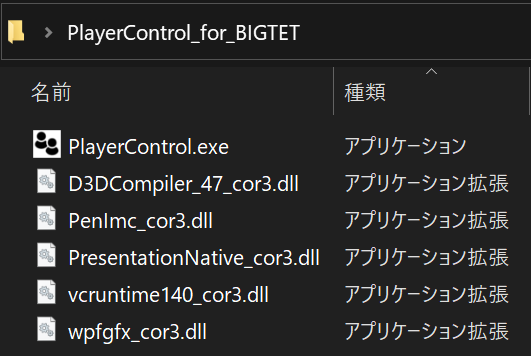 PlayerControl_for_BIGTET
名前 種類
PlayerControl.exe アプリケーション
D3DCompiler_47_cor3.dll アプリケーション拡張
PenImc_cor3.dll アプリケーション拡張
PresentationNative_cor3.dll アプリケーション拡張
vcruntime140_cor3.dll アプリケーション拡張
wpfgfx_cor3.dll アプリケーション拡張